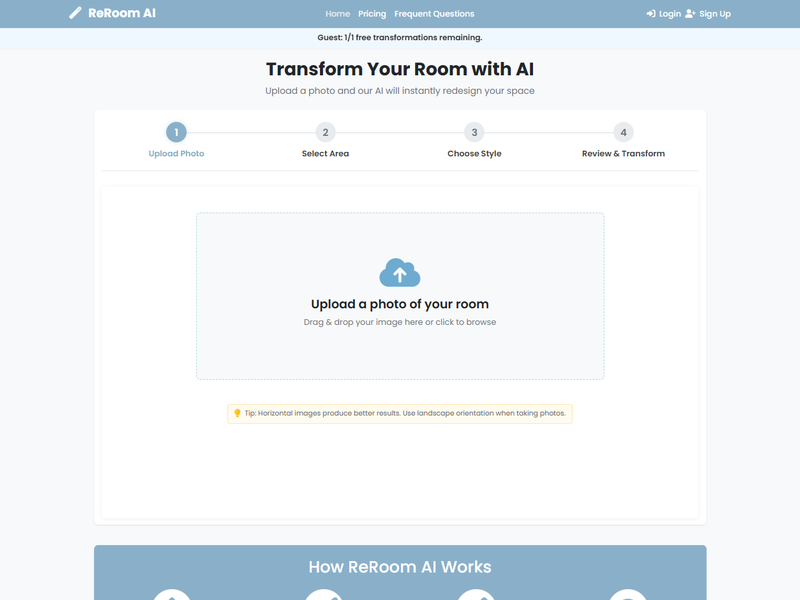 ReRoom AI
Home Pricing Frequent Questions
Login Sign Up
Guest: 1/1 free transformations remaining.
Transform Your Room with AI
Upload a photo and our AI will instantly redesign your space
1 2 3 4
Upload Photo Select Area Choose Style Review & Transform
Upload a photo of your room
Drag & drop your image here or click to browse
Tip: Horizontal images produce better results. Use landscape orientation when taking photos.
How ReRoom AI Works